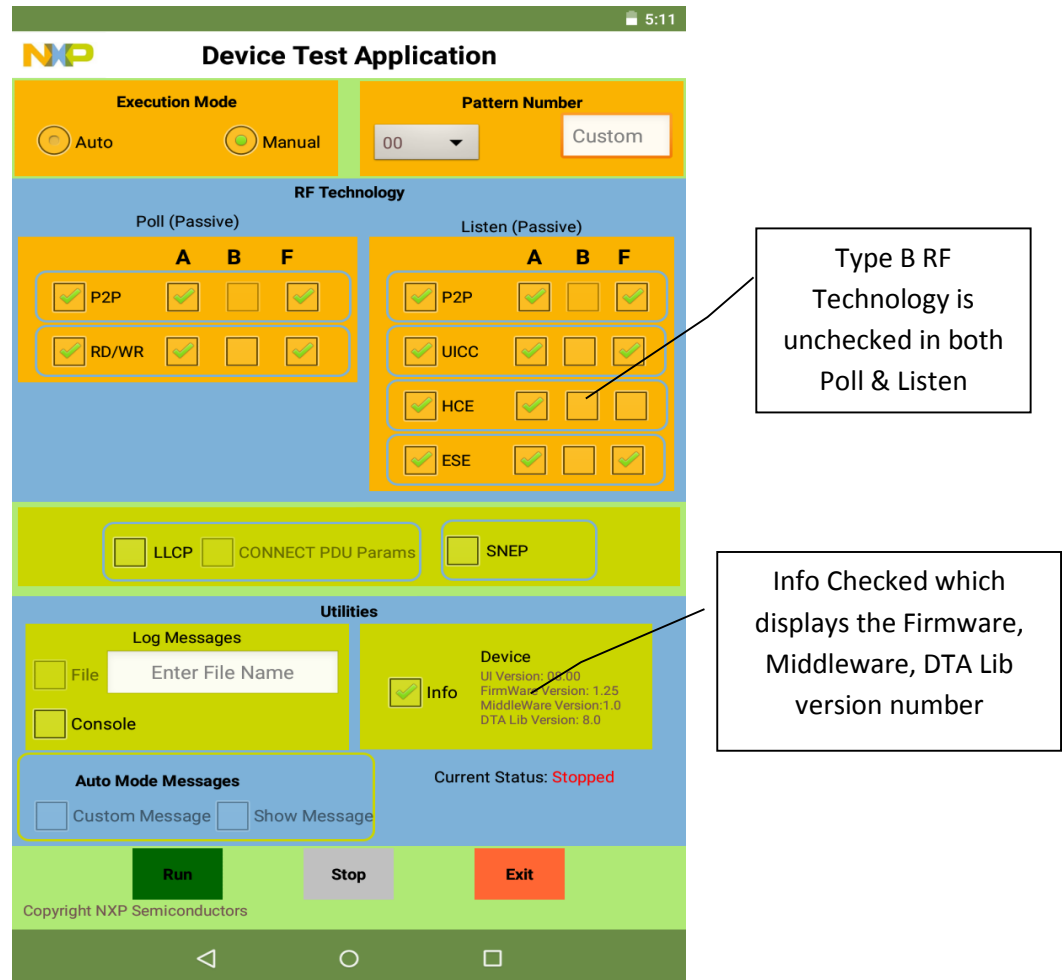 5:11
NXP
Device Test Application
Execution Mode
Auto
Manual
Pattern Number
00
Custom
RF Technology
Poll (Passive)
A B F
P2P
RD/WR
Listen (Passive)
A B F
P2P
UICC
HCE
ESE
Type B RF
Technology is
unchecked in both
Poll & Listen
LLCP
CONNECT PDU Params
SNEP
Utilities
Log Messages
File
Enter File Name
Console
Info
Device
UI Version: 08.00
FirmWare Version: 1.25
MiddleWare Version:1.0
DTA Lib Version: 8.0
Info Checked which
displays the Firmware,
Middleware, DTA Lib
version number
Auto Mode Messages
Custom Message
Show Message
Current Status: Stopped
Run
Stop
Exit
Copyright NXP Semiconductors